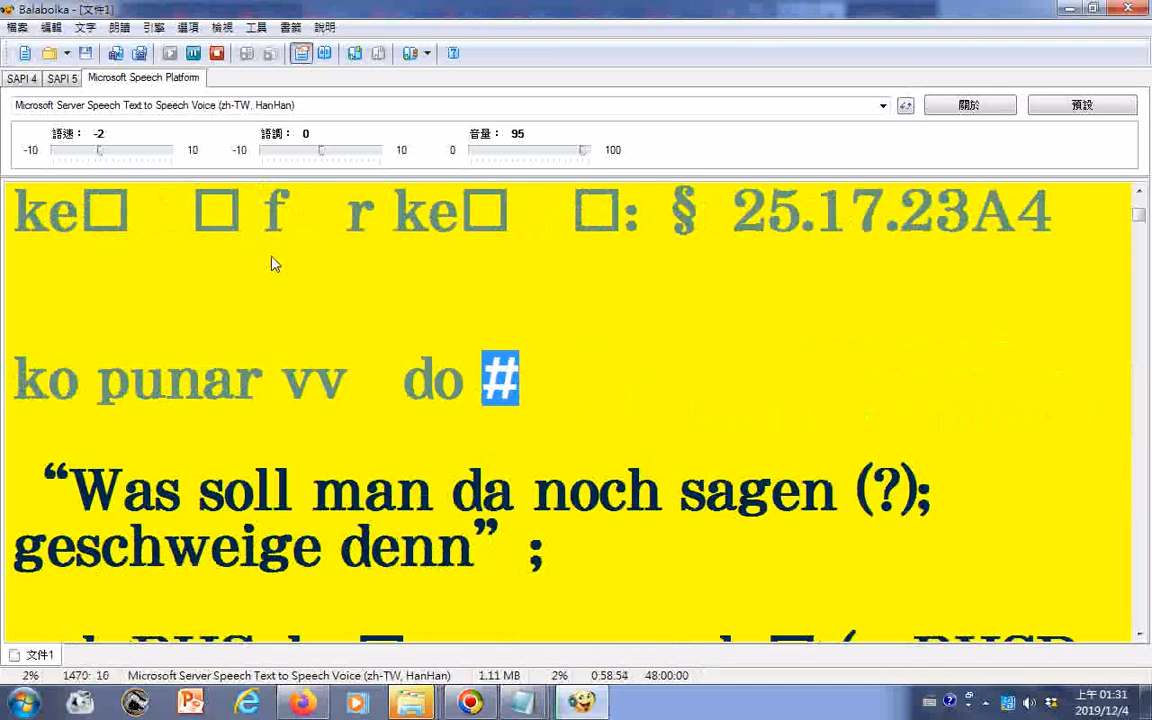 Balabolka - [文件1]
檔案 編輯 文字 朗讀 引擎 選項 檢視 工具 書籤 說明
SAPI 4 SAPI 5 Microsoft Speech Platform
Microsoft Server Speech Text to Speech Voice (zh-TW, HanHan) 關於 預設
語速： -2 語調： 0 音量： 95
-10 10 -10 10 0 100
ke□ □ f r ke□ □: § 25.17.23A4
ko punar vv do #
“Was soll man da noch sagen (?);
geschweige denn” ;
文件1
2% 1470: 16 Microsoft Server Speech Text to Speech Voice (zh-TW, HanHan) 1.11 MB 2% 0:58.54 48:00:00
上午 01:31
2019/12/4